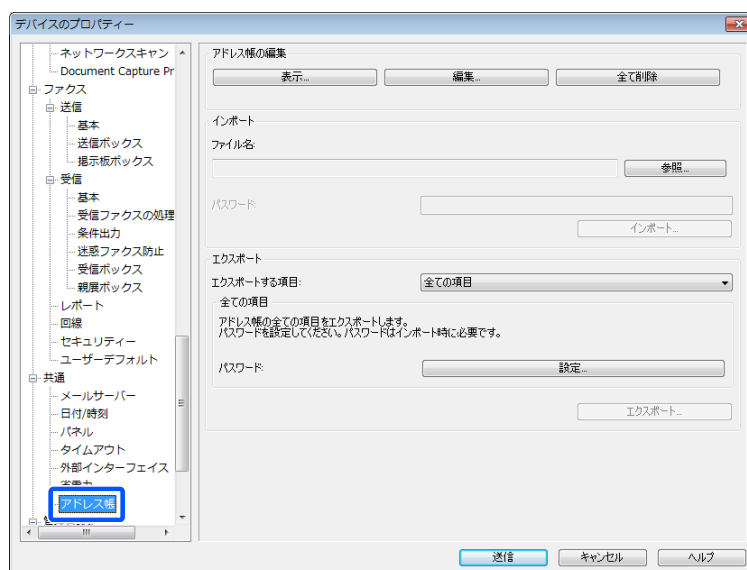 デバイスのプロパティー
ネットワークスキャン
Document Capture Pr
ファクス
送信
基本
送信ボックス
掲示板ボックス
受信
基本
受信ファクスの処理
条件出力
迷惑ファクス防止
受信ボックス
親展ボックス
レポート
回線
セキュリティー
ユーザーデフォルト
共通
メールサーバー
日付/時刻
パネル
タイムアウト
外部インターフェイス
アドレス帳
アドレス帳の編集
表示...
編集...
全て削除
インポート
ファイル名:
参照...
パスワード:
インポート...
エクスポート
エクスポートする項目:
全ての項目
全ての項目
アドレス帳の全ての項目をエクスポートします。
パスワードを設定してください。パスワードはインポート時に必要です。
パスワード:
設定...
エクスポート...
送信
キャンセル
ヘルプ